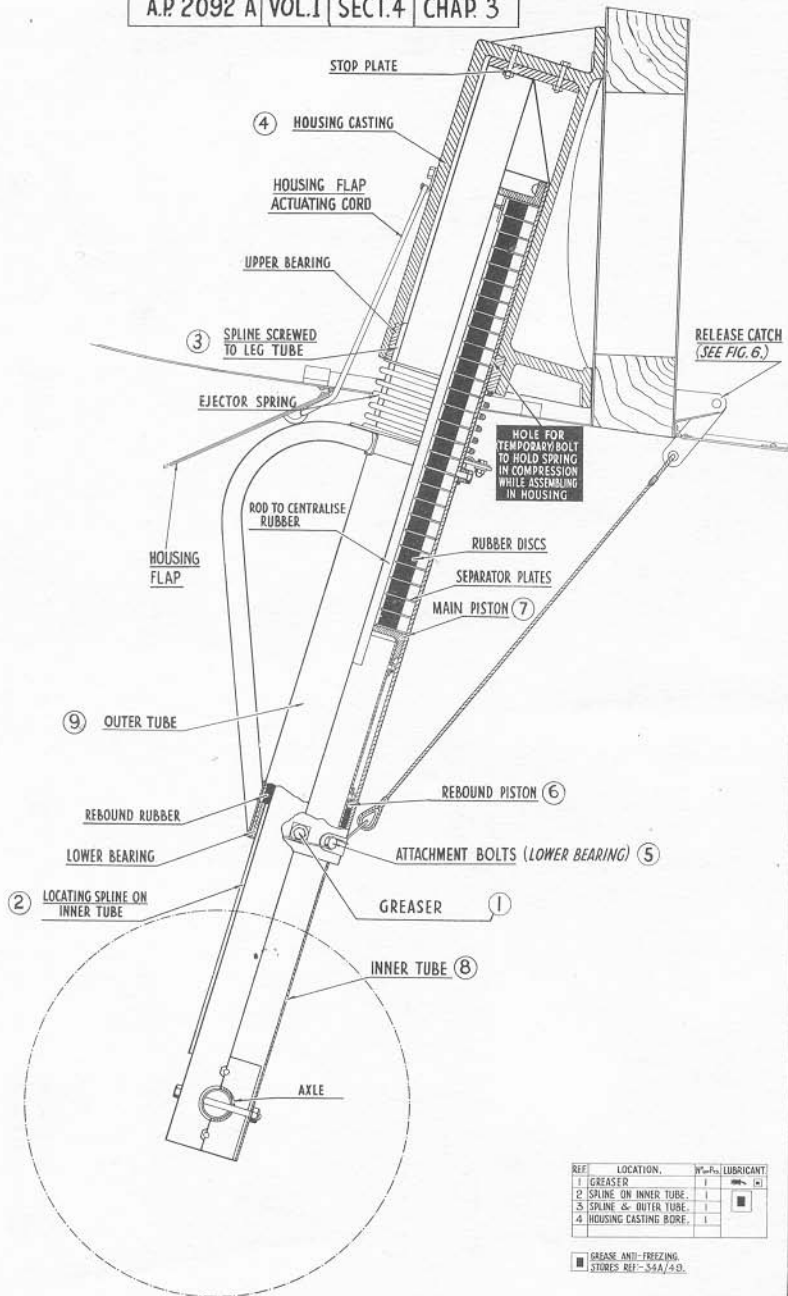 A.P. 2092 A VOL.I SECT.4 CHAP. 3
STOP PLATE
4 HOUSING CASTING
HOUSING FLAP
ACTUATING CORD
UPPER BEARING
3 SPLINE SCREWED
TO LEG TUBE
RELEASE CATCH
(SEE FIG. 6.)
EJECTOR SPRING
HOLE FOR
(TEMPORARY) BOLT
TO HOLD SPRING
IN COMPRESSION
WHILE ASSEMBLING
IN HOUSING
ROD TO CENTRALISE
RUBBER
RUBBER DISCS
HOUSING
FLAP
SEPARATOR PLATES
MAIN PISTON 7
9 OUTER TUBE
REBOUND PISTON 6
REBOUND RUBBER
LOWER BEARING
ATTACHMENT BOLTS (LOWER BEARING) 5
2 LOCATING SPLINE ON
INNER TUBE
GREASER 1
INNER TUBE 8
AXLE
REF LOCATION. Nº OF PTS LUBRICANT
1 GREASER 1
2 SPLINE ON INNER TUBE. 1
3 SPLINE & OUTER TUBE. 1
4 HOUSING CASTING BORE. 1
GREASE ANTI-FREEZING.
STORES REF:- 34A/49.